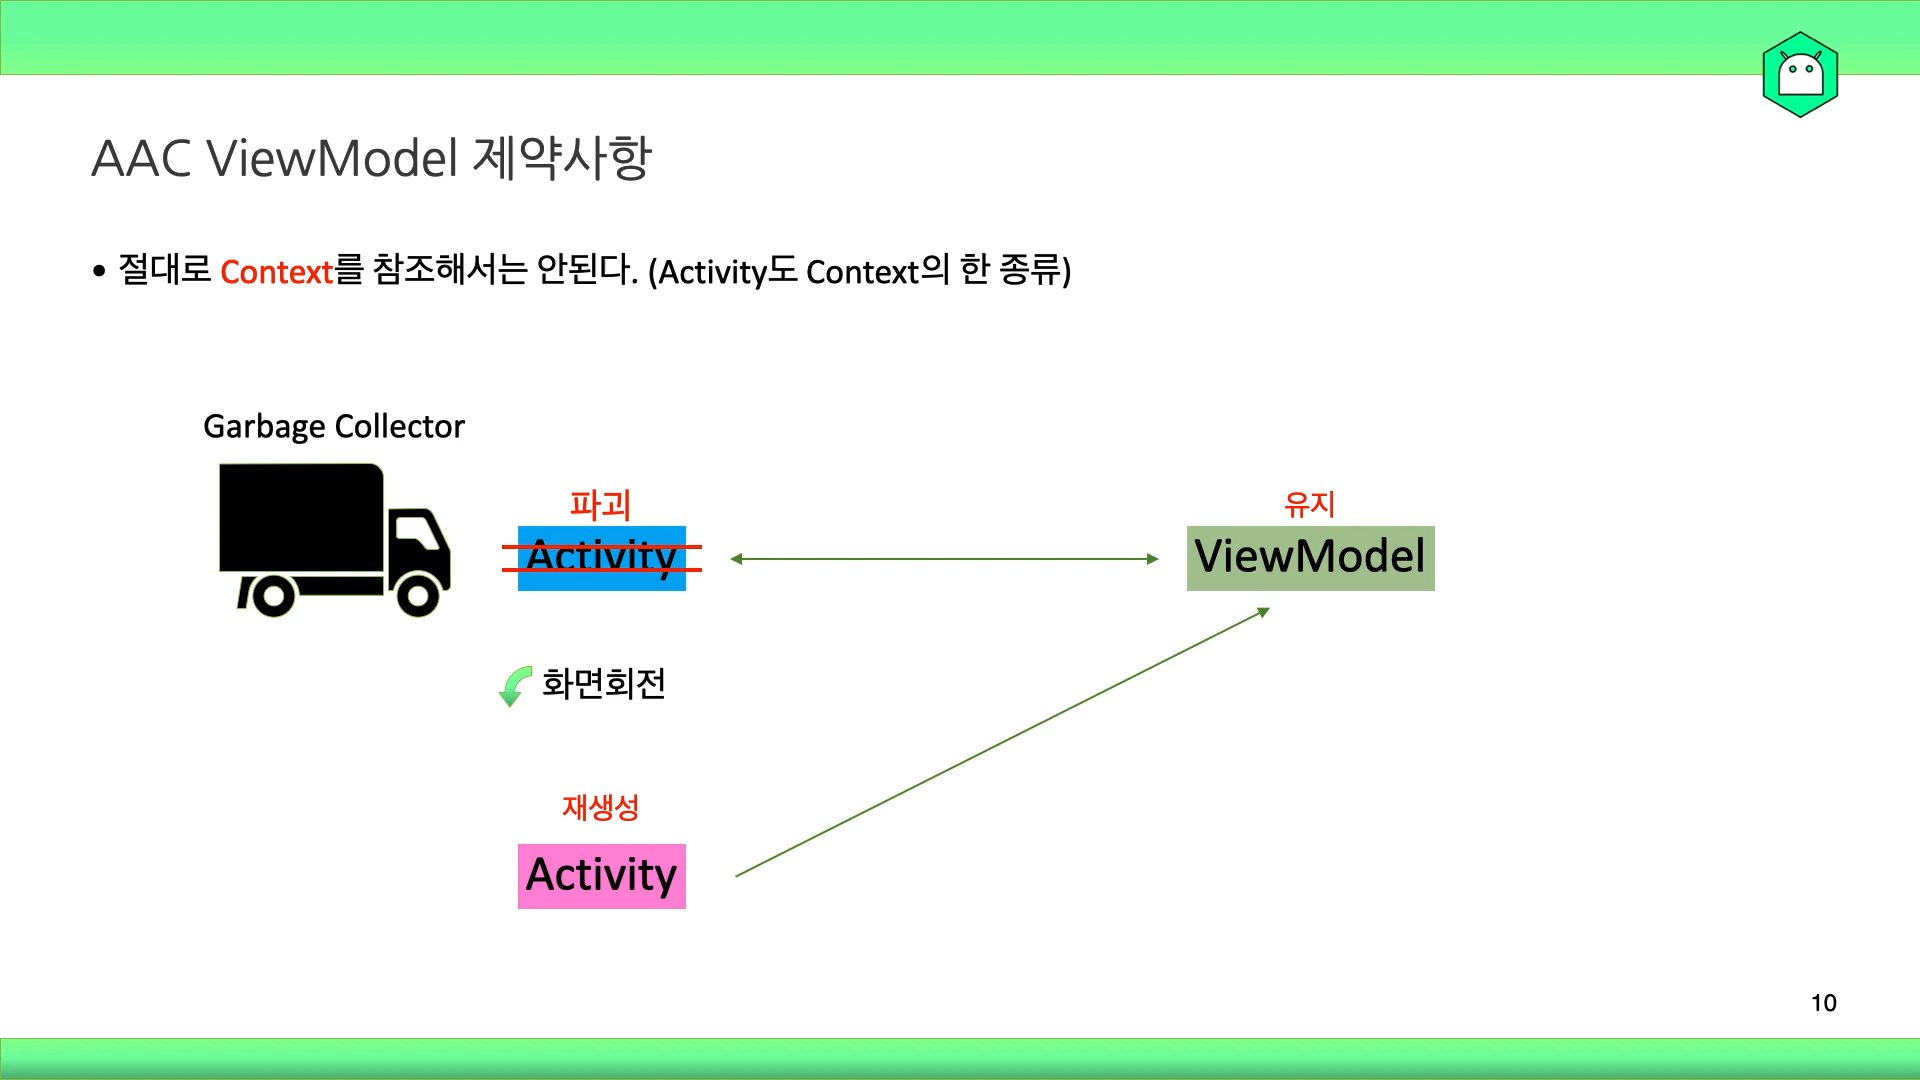 AAC ViewModel 제약사항
• 절대로 Context를 참조해서는 안된다. (Activity도 Context의 한 종류)
Garbage Collector
파괴
Activity
유지
ViewModel
화면회전
재생성
Activity
10